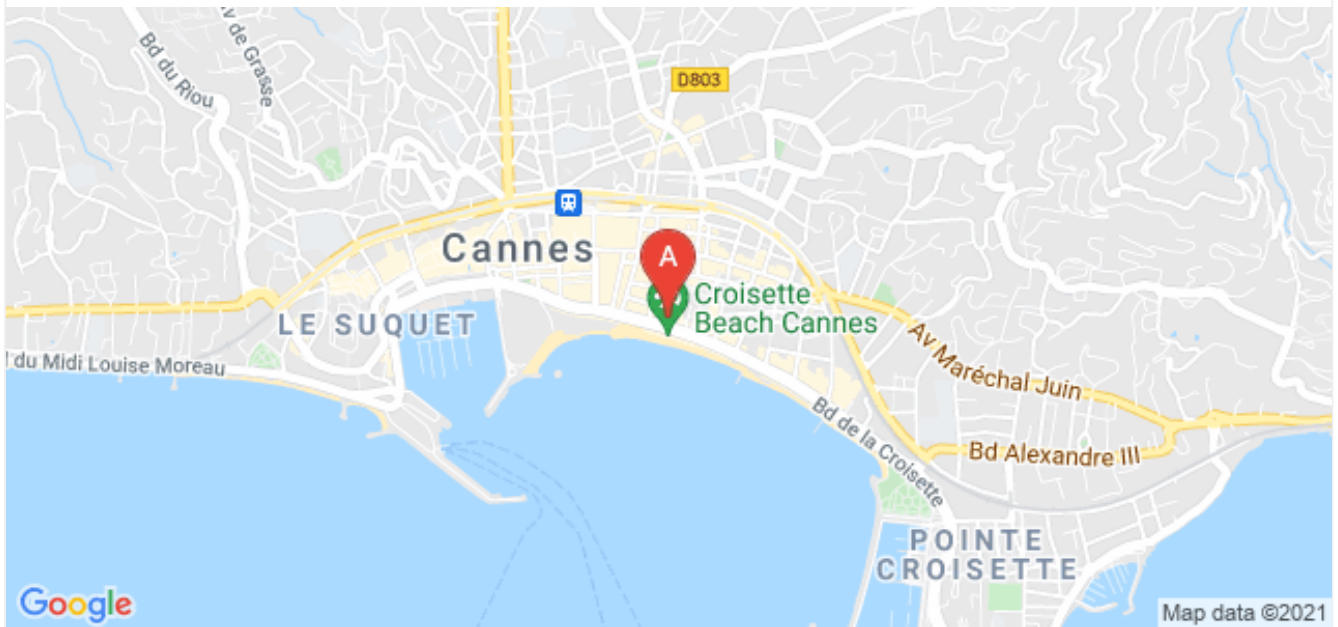 Bd du Riou
v de Grasse
D803
Cannes
A
Croisette
Beach Cannes
LE SUQUET
d du Midi Louise Moreau
Av Maréchal Juin
Bd de la Croisette
Bd Alexandre III
POINTE
CROISETTE
Google
Map data ©2021